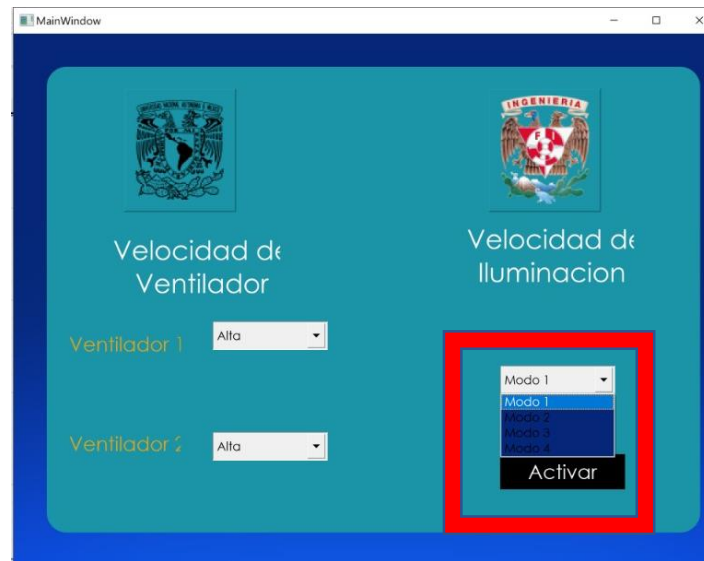 MainWindow
INGENIERIA
Velocidad de
Ventilador
Velocidad de
Iluminacion
Ventilador 1
Alta
Modo 1
Modo 1
Modo 2
Modo 3
Modo 4
Ventilador 2
Alta
Activar